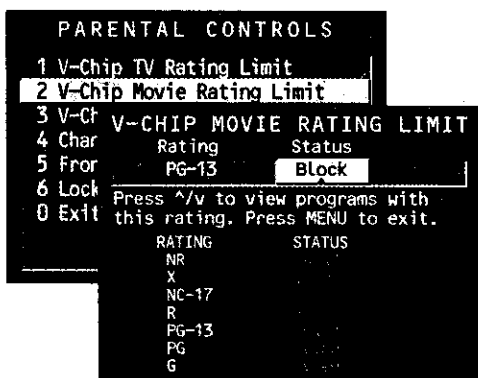 PARENTAL CONTROLS
1 V-Chip TV Rating Limit
2 V-Chip Movie Rating Limit
3 V-Ch
4 Char
5 Fror
6 Lock
0 Exit
V-CHIP MOVIE RATING LIMIT
Rating Status
PG-13 Block
Press ^/v to view programs with
this rating. Press MENU to exit.
RATING STATUS
NR
X
NC-17
R
PG-13
PG
G